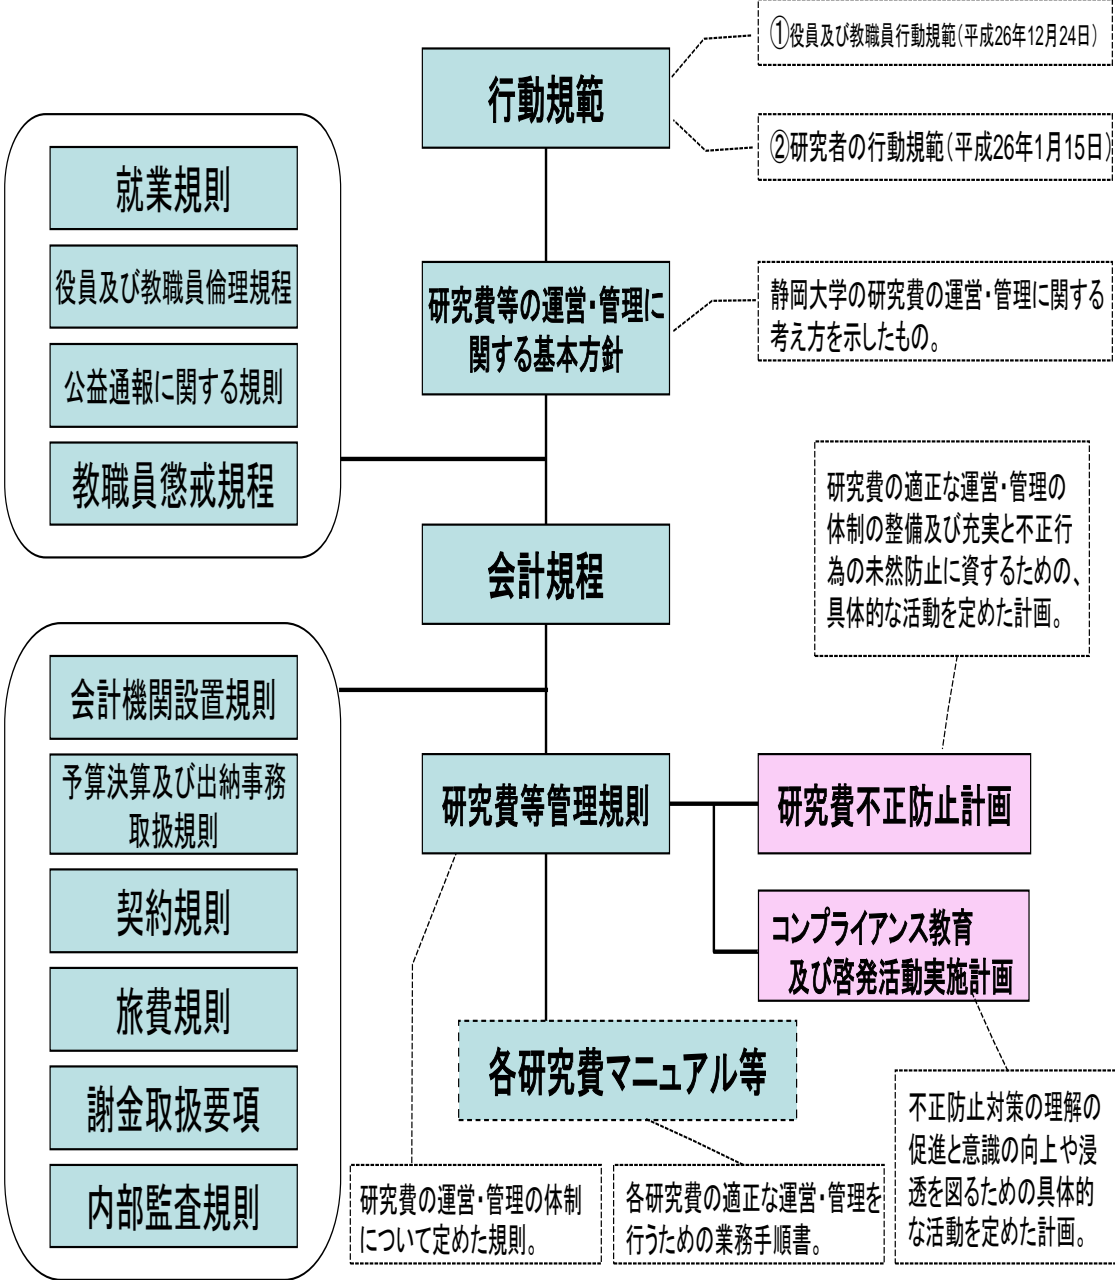 ①役員及び教職員行動規範(平成26年12月24日)
行動規範
②研究者の行動規範(平成26年1月15日)
就業規則
役員及び教職員倫理規程
公益通報に関する規則
教職員懲戒規程
研究費等の運営・管理に
関する基本方針
静岡大学の研究費の運営・管理に関する
考え方を示したもの。
会計規程
研究費の適正な運営・管理の
体制の整備及び充実と不正行
為の未然防止に資するための、
具体的な活動を定めた計画。
会計機関設置規則
予算決算及び出納事務
取扱規則
契約規則
旅費規則
謝金取扱要項
内部監査規則
研究費等管理規則
研究費不正防止計画
コンプライアンス教育
及び啓発活動実施計画
各研究費マニュアル等
研究費の運営・管理の体制
について定めた規則。
各研究費の適正な運営・管理を
行うための業務手順書。
不正防止対策の理解の
促進と意識の向上や浸
透を図るための具体的
な活動を定めた計画。